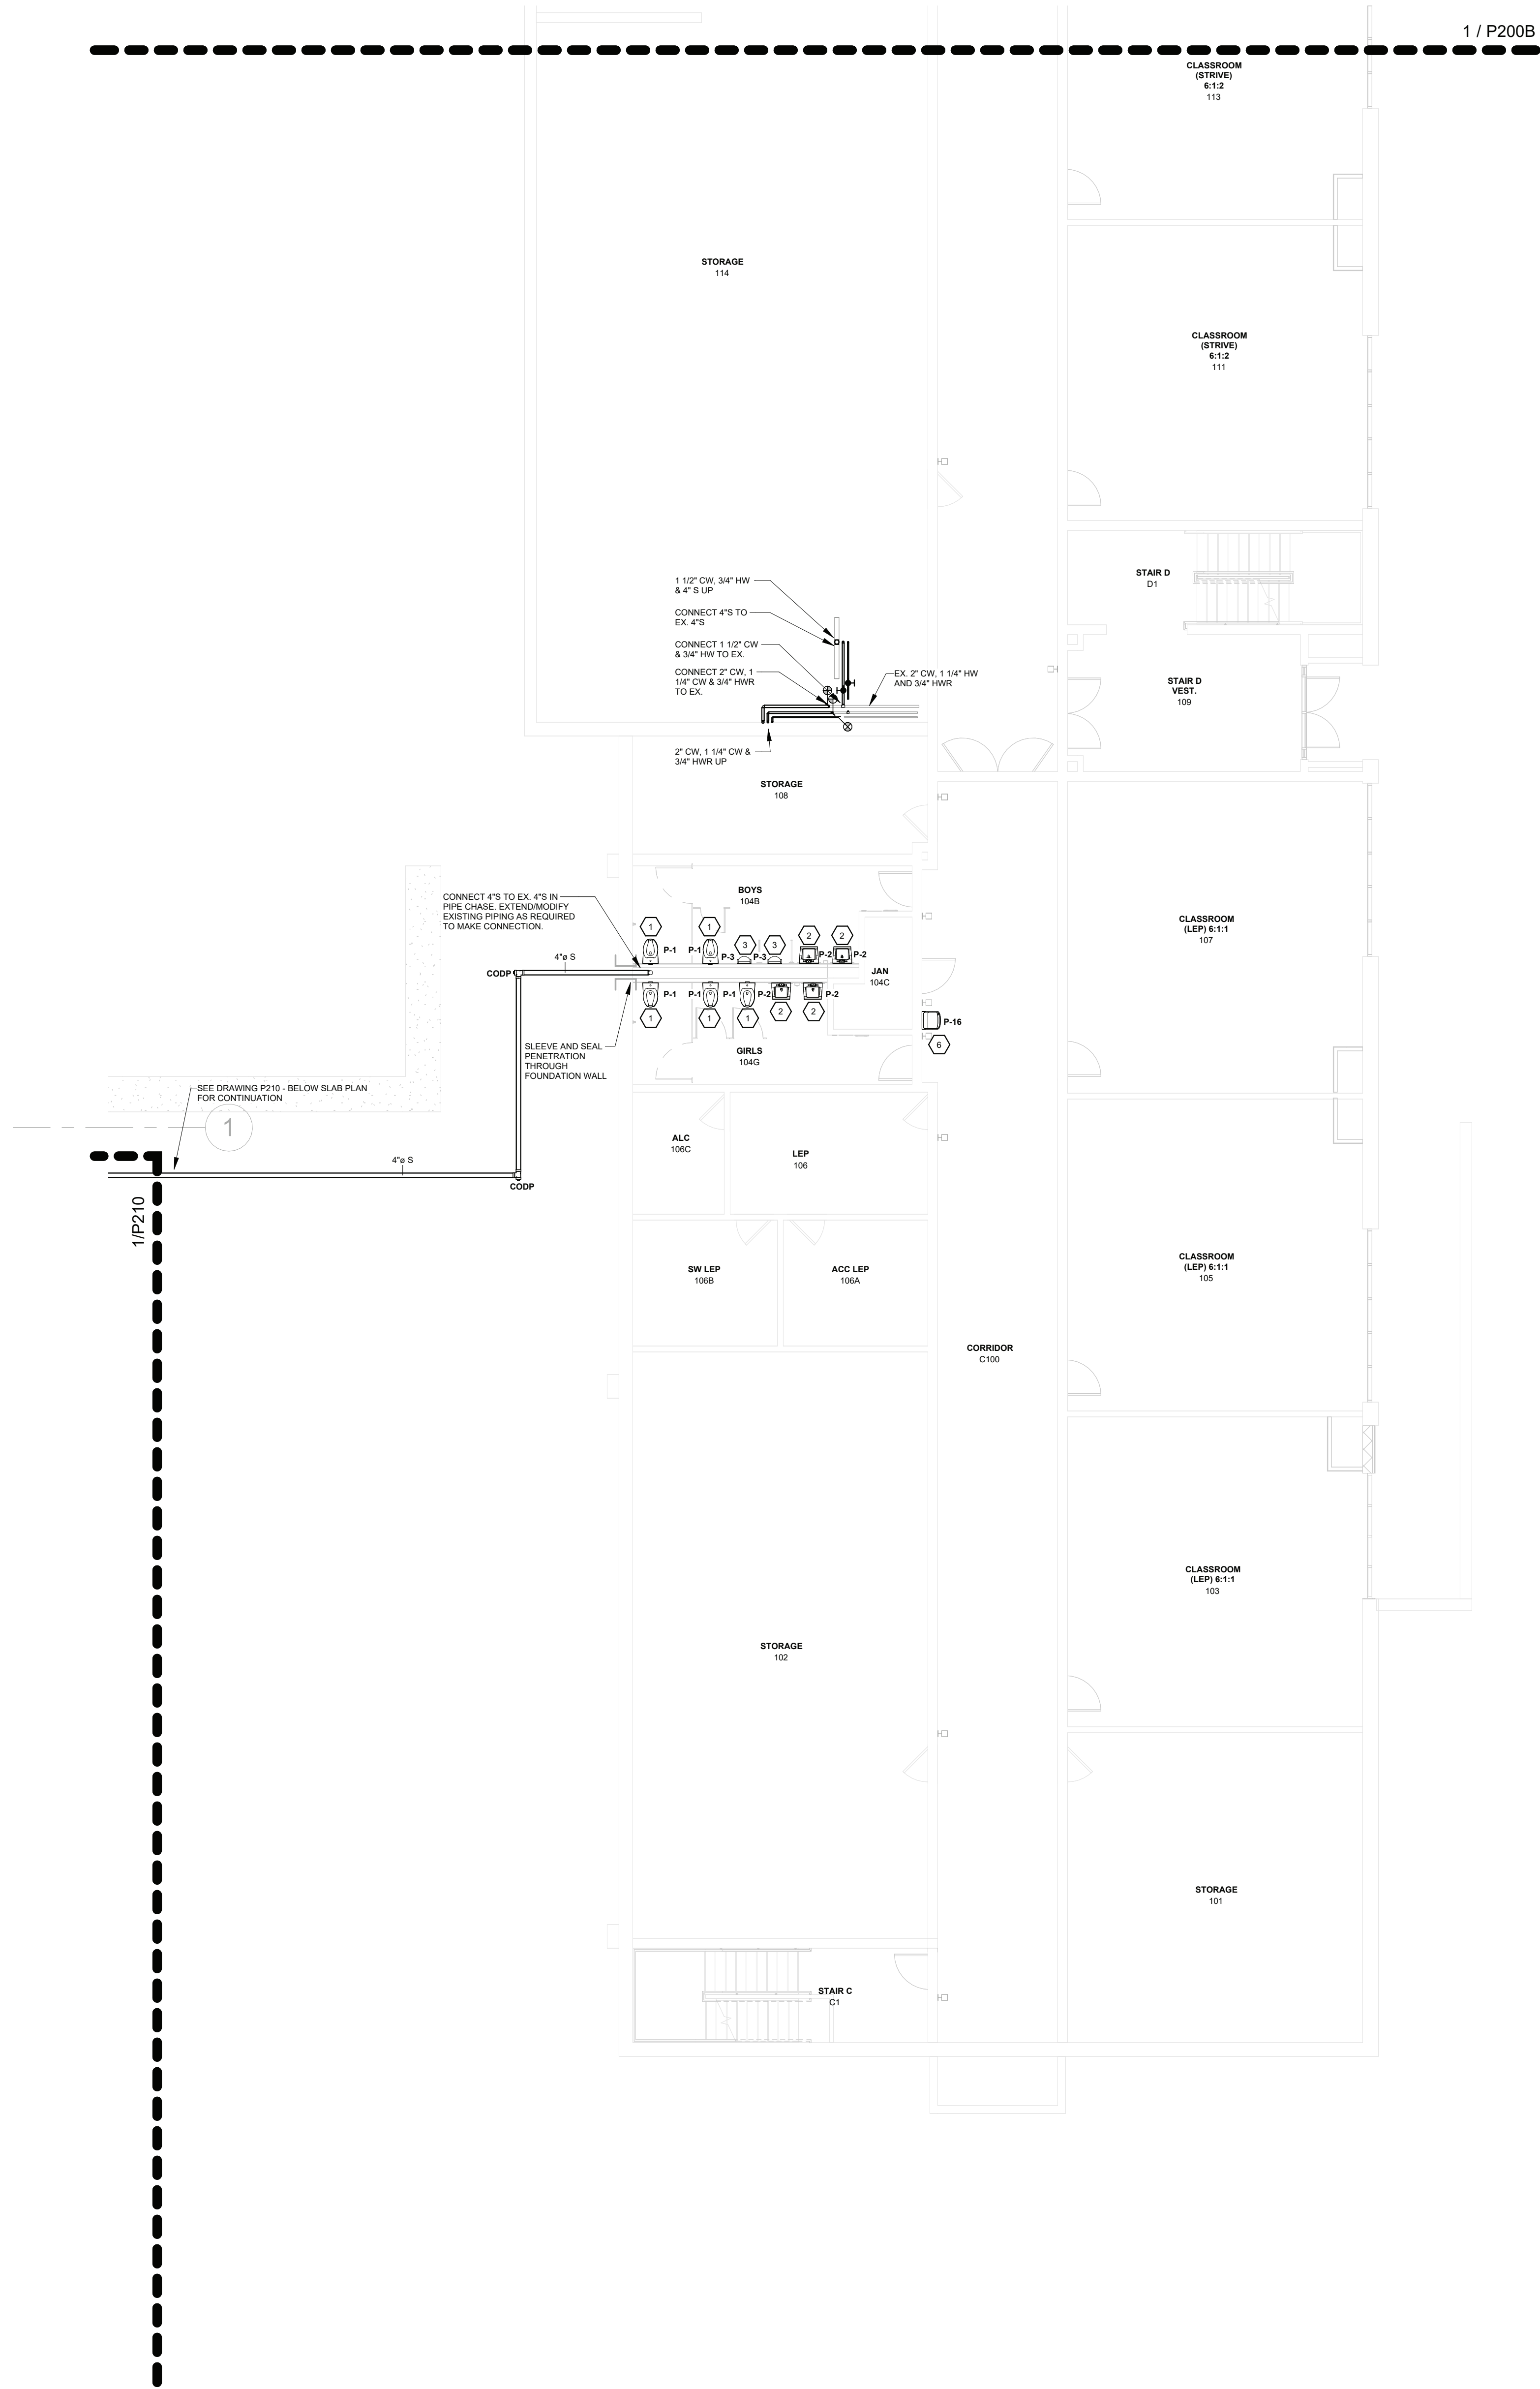 1 / P200B
CLASSROOM
(STRIVE)
6:1:2
113
STORAGE
114
CLASSROOM
(STRIVE)
6:1:2
111
1 1/2" CW, 3/4" HW
& 4" S UP
CONNECT 4"S TO
EX. 4"S
CONNECT 1 1/2" CW
& 3/4" HW TO EX.
CONNECT 2" CW, 1
1/4" CW & 3/4" HWR
TO EX.
EX. 2" CW, 1 1/4" HW
AND 3/4" HWR
2" CW, 1 1/4" CW &
3/4" HWR UP
STAIR D
D1
STAIR D
VEST.
109
STORAGE
108
CONNECT 4"S TO EX. 4"S IN
PIPE CHASE. EXTEND/MODIFY
EXISTING PIPING AS REQUIRED
TO MAKE CONNECTION.
BOYS
104B
1
1
3
3
2
2
P-1
P-1
P-3
P-3
P-2
P-2
4"ø S
CODP
JAN
104C
P-1
P-1
P-1
P-2
P-2
1
1
1
2
2
P-16
6
SLEEVE AND SEAL
PENETRATION
THROUGH
FOUNDATION WALL
GIRLS
104G
CLASSROOM
(LEP) 6:1:1
107
SEE DRAWING P210 - BELOW SLAB PLAN
FOR CONTINUATION
1
4"ø S
CODP
1/P210
ALC
106C
LEP
106
SW LEP
106B
ACC LEP
106A
CLASSROOM
(LEP) 6:1:1
105
CORRIDOR
C100
CLASSROOM
(LEP) 6:1:1
103
STORAGE
102
STORAGE
101
STAIR C
C1